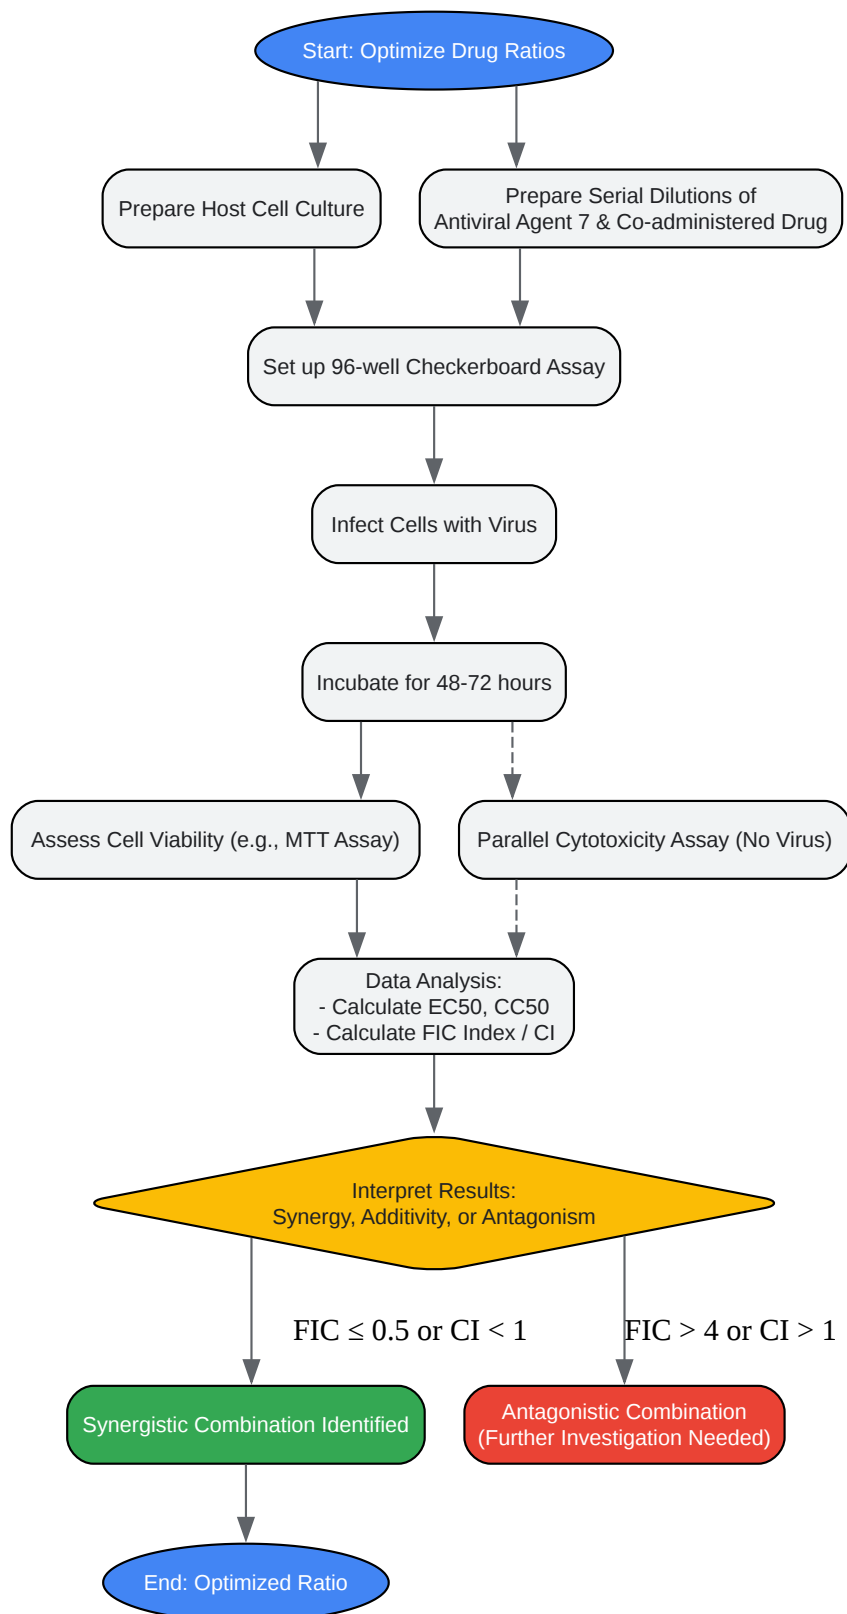 Start: Optimize Drug Ratios
Prepare Host Cell Culture
Prepare Serial Dilutions of
Antiviral Agent 7 & Co-administered Drug
Set up 96-well Checkerboard Assay
Infect Cells with Virus
Incubate for 48-72 hours
Assess Cell Viability (e.g., MTT Assay)
Parallel Cytotoxicity Assay (No Virus)
Data Analysis:
- Calculate EC50, CC50
- Calculate FIC Index / CI
Interpret Results:
Synergy, Additivity, or Antagonism
FIC ≤ 0.5 or CI < 1
FIC > 4 or CI > 1
Synergistic Combination Identified
Antagonistic Combination
(Further Investigation Needed)
End: Optimized Ratio